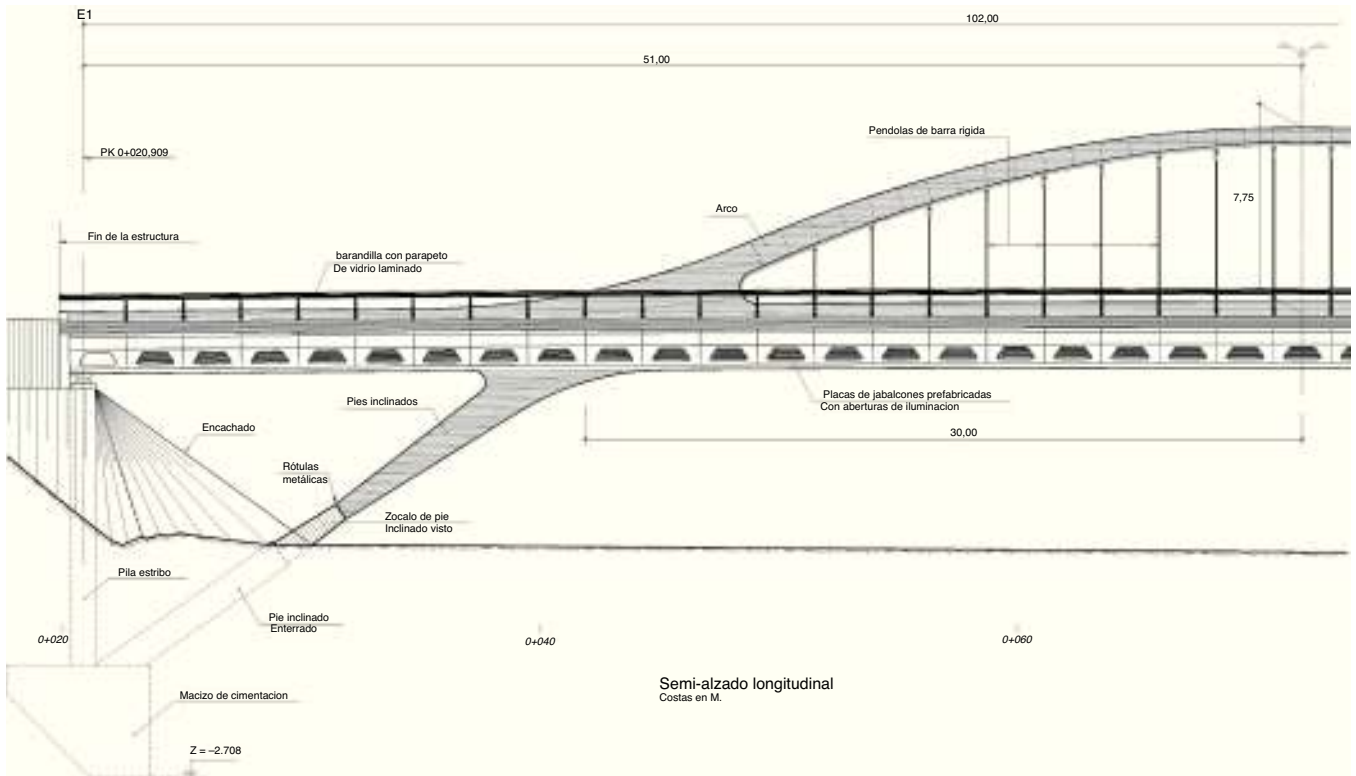 E1
102,00
51,00
Pendolas de barra rigida
PK 0+020,909
7,75
Arco
Fin de la estructura
barandilla con parapeto
De vidrio laminado
Placas de jabalcones prefabricadas
Con aberturas de iluminacion
Pies inclinados
Encachado
30,00
Rótulas
metálicas
Zocalo de pie
Inclinado visto
Pila estribo
Pie inclinado
Enterrado
0+020
0+040
0+060
Semi-alzado longitudinal
Costas en M.
Macizo de cimentacion
Z = –2.708